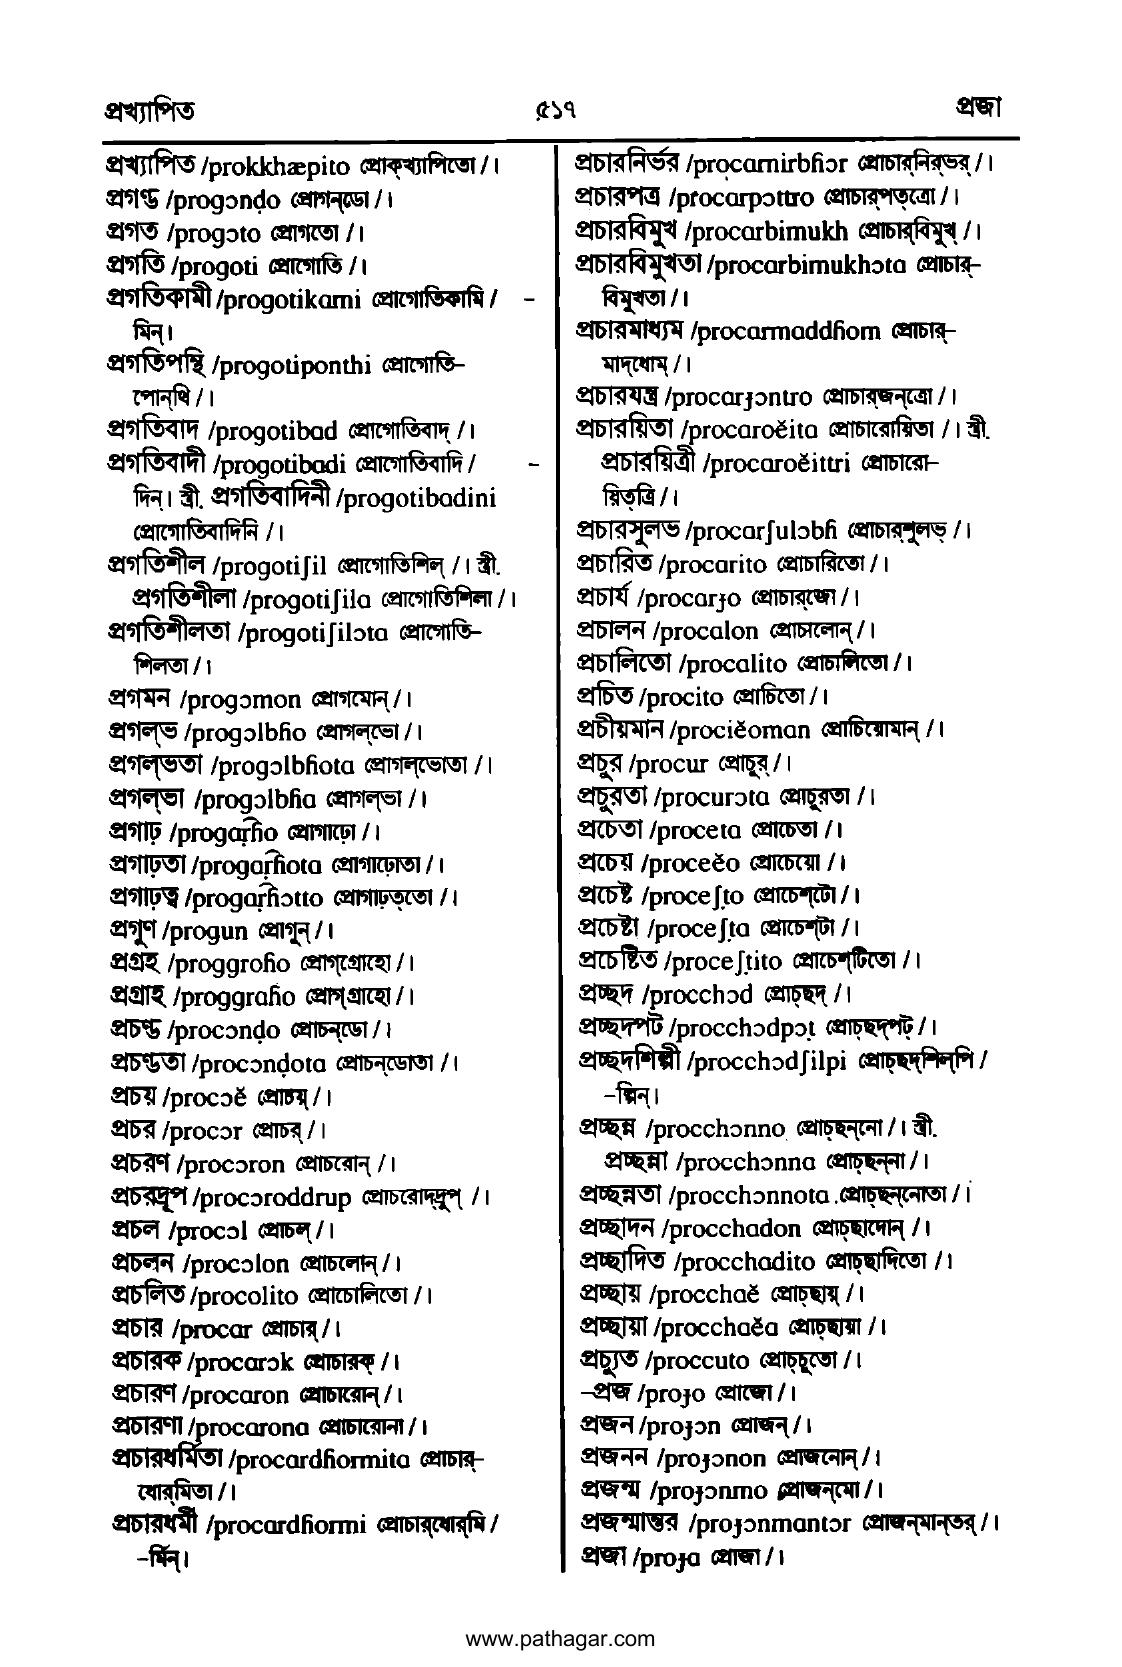 প্রখ্যাপিত ৫১৭ প্রজা
প্রখ্যাপিত /prokkhæpito প্রোক্‌খ্যাপিতো /।
প্রগণ্ড /progɔnḍo প্রোগন্‌ডো /।
প্রগত /progɔto প্রোগতো /।
প্রগতি /progoti প্রোগোতি /।
প্রগতিকামী /progotikami প্রোগোতিকামি / -
মিন্‌।
প্রগতিপন্থি /progotiponthi প্রোগোতি-
পোন্‌থি /।
প্রগতিবাদ /progotibad প্রোগোতিবাদ্‌ /।
প্রগতিবাদী /progotibadi প্রোগোতিবাদি / -
দিন্‌। স্ত্রী. প্রগতিবাদিনী /progotibadini
প্রোগোতিবাদিনি /।
প্রগতিশীল /progotiʃil প্রোগোতিশিল্‌ /। স্ত্রী.
প্রগতিশীলা /progotiʃila প্রোগোতিশিলা /।
প্রগতিশীলতা /progotiʃilɔta প্রোগোতি-
শিলতা /।
প্রগমন /progɔmon প্রোগমোন্‌ /।
প্রগল্‌ভ /progɔlbɦo প্রোগল্‌ভো /।
প্রগল্‌ভতা /progɔlbɦota প্রোগল্‌ভোতা /।
প্রগল্‌ভা /progɔlbɦa প্রোগল্‌ভা /।
প্রগাঢ় /progaṛɦo প্রোগাঢ়ো /।
প্রগাঢ়তা /progaṛɦota প্রোগাঢ়োতা /।
প্রগাঢ়ত্ব /progaṛɦɔtto প্রোগাঢ়ত্‌তো /।
প্রগুণ /progun প্রোগুন্‌ /।
প্রগ্রহ /proggroɦo প্রোগ্‌গ্রোহো /।
প্রগ্রাহ /proggraɦo প্রোগ্‌গ্রাহো /।
প্রচণ্ড /procɔnḍo প্রোচন্‌ডো /।
প্রচণ্ডতা /procɔnḍota প্রোচন্‌ডোতা /।
প্রচয় /procɔĕ প্রোচয়্‌ /।
প্রচর /procɔr প্রোচর্‌ /।
প্রচরণ /procɔron প্রোচরোন্‌ /।
প্রচরদ্রূপ /procɔroddrup প্রোচরোদ্‌দ্রুপ্‌ /।
প্রচল /procɔl প্রোচল্‌ /।
প্রচলন /procɔlon প্রোচলোন্‌ /।
প্রচলিত /procolito প্রোচোলিতো /।
প্রচার /procar প্রোচার্‌ /।
প্রচারক /procarɔk প্রোচারক্‌ /।
প্রচারণ /procaron প্রোচারোন্‌ /।
প্রচারণা /procarona প্রোচারোনা /।
প্রচারধর্মিতা /procardɦormita প্রোচার্‌-
ধোর্‌মিতা /।
প্রচারধর্মী /procardɦormi প্রোচার্‌ধোর্‌মি /
-র্মিন্‌।
প্রচারনির্ভর /procarnirbɦɔr প্রোচার্‌নির্‌ভর্‌ /।
প্রচারপত্র /procarpɔttro প্রোচার্‌পত্‌ত্রো /।
প্রচারবিমুখ /procarbimukh প্রোচার্‌বিমুখ্‌ /।
প্রচারবিমুখতা /procarbimukhɔta প্রোচার্‌-
বিমুখতা /।
প্রচারমাধ্যম /procarmaddɦom প্রোচার্‌-
মাদ্‌ধোম্‌ /।
প্রচারযন্ত্র /procarɟɔntro প্রোচার্‌জন্‌ত্রো /।
প্রচারয়িতা /procaroĕita প্রোচারোয়িতা /। স্ত্রী.
প্রচারয়িত্রী /procaroĕittri প্রোচারো-
য়িত্‌ত্রি /।
প্রচারসুলভ /procarʃulɔbɦ প্রোচার্‌শুলভ্‌ /।
প্রচারিত /procarito প্রোচারিতো /।
প্রচার্য /procarɟo প্রোচার্‌জো /।
প্রচালন /procalon প্রোচালোন্‌ /।
প্রচালিতো /procalito প্রোচালিতো /।
প্রচিত /procito প্রোচিতো /।
প্রচীয়মান /prociĕoman প্রোচিয়োমান্‌ /।
প্রচুর /procur প্রোচুর্‌ /।
প্রচুরতা /procurɔta প্রোচুরতা /।
প্রচেতা /proceta প্রোচেতা /।
প্রচেয় /proceĕo প্রোচেয়ো /।
প্রচেষ্ট /proceʃṭo প্রোচেশ্‌টো /।
প্রচেষ্টা /proceʃṭa প্রোচেশ্‌টা /।
প্রচেষ্টিত /proceʃṭito প্রোচেশ্‌টিতো /।
প্রচ্ছদ /procchɔd প্রোচ্‌ছদ্‌ /।
প্রচ্ছদপট /procchɔdpɔṭ প্রোচ্‌ছদ্‌পট্‌ /।
প্রচ্ছদশিল্পী /procchɔdʃilpi প্রোচ্‌ছদ্‌শিল্‌পি /
-ল্পিন্‌।
প্রচ্ছন্ন /procchɔnno প্রোচ্‌ছন্‌নো /। স্ত্রী.
প্রচ্ছন্না /procchɔnna প্রোচ্‌ছন্‌না /।
প্রচ্ছন্নতা /procchɔnnota প্রোচ্‌ছন্‌নোতা /।
প্রচ্ছাদন /procchadon প্রোচ্‌ছাদোন্‌ /।
প্রচ্ছাদিত /procchadito প্রোচ্‌ছাদিতো /।
প্রচ্ছায় /procchaĕ প্রোচ্‌ছায়্‌ /।
প্রচ্ছায়া /procchaĕa প্রোচ্‌ছায়া /।
প্রচ্যুত /proccuto প্রোচ্‌চুতো /।
-প্রজ /proɟo প্রোজো /।
প্রজন /proɟɔn প্রোজন্‌ /।
প্রজনন /proɟɔnon প্রোজনোন্‌ /।
প্রজন্ম /proɟɔnmo প্রোজন্‌মো /।
প্রজন্মান্তর /proɟɔnmantɔr প্রোজন্‌মান্‌তর্‌ /।
প্রজা /proɟa প্রোজা /।
www.pathagar.com